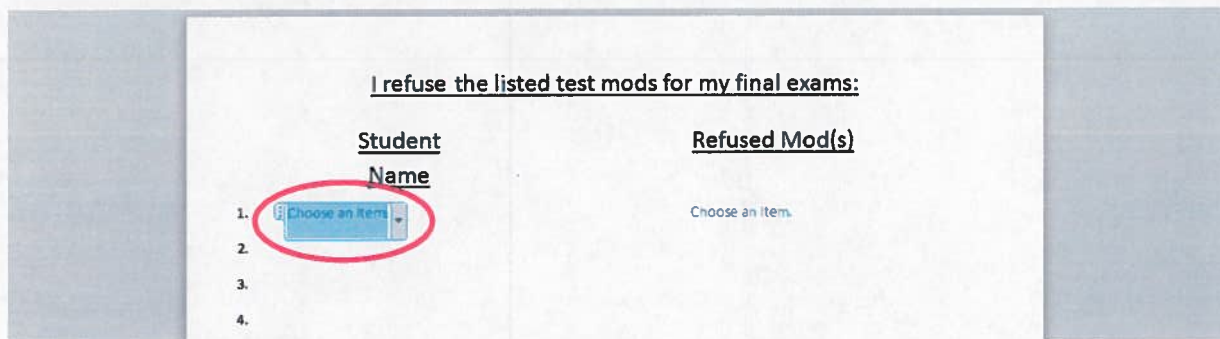 I refuse the listed test mods for my final exams:
Student Refused Mod(s)
Name
1. Choose an item. Choose an item.
2.
3.
4.